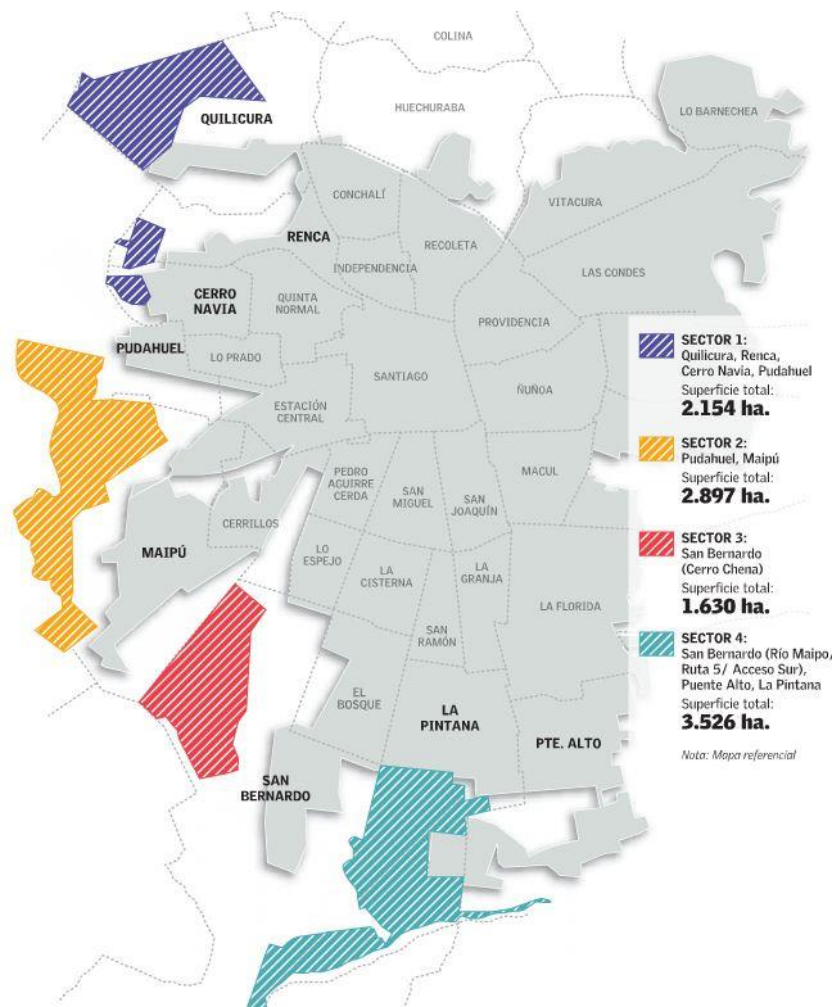 COLINA
LO BARNECHEA
HUECHURABA
QUILICURA
CONCHALÍ
VITACURA
RENCA
RECOLETA
INDEPENDENCIA
LAS CONDES
CERRO
NAVIA
QUINTA
NORMAL
PROVIDENCIA
PUDAHUEL
LO PRADO
SANTIAGO
ÑUÑOA
ESTACIÓN
CENTRAL
PEDRO
AGUIRRE
CERDA
SAN
MIGUEL
SAN
JOAQUÍN
MACUL
CERRILLOS
MAIPÚ
LO
ESPEJO
LA
CISTERNA
LA
GRANJA
LA FLORIDA
SAN
RAMÓN
EL
BOSQUE
LA
PINTANA
PTE. ALTO
SAN
BERNARDO
SECTOR 1:
Quilicura, Renca,
Cerro Navia, Pudahuel
Superficie total:
2.154 ha.
SECTOR 2:
Pudahuel, Maipú
Superficie total:
2.897 ha.
SECTOR 3:
San Bernardo
(Cerro Chena)
Superficie total:
1.630 ha.
SECTOR 4:
San Bernardo (Río Maipo/
Ruta 5/ Acceso Sur),
Puente Alto, La Pintana
Superficie total:
3.526 ha.
Nota: Mapa referencial